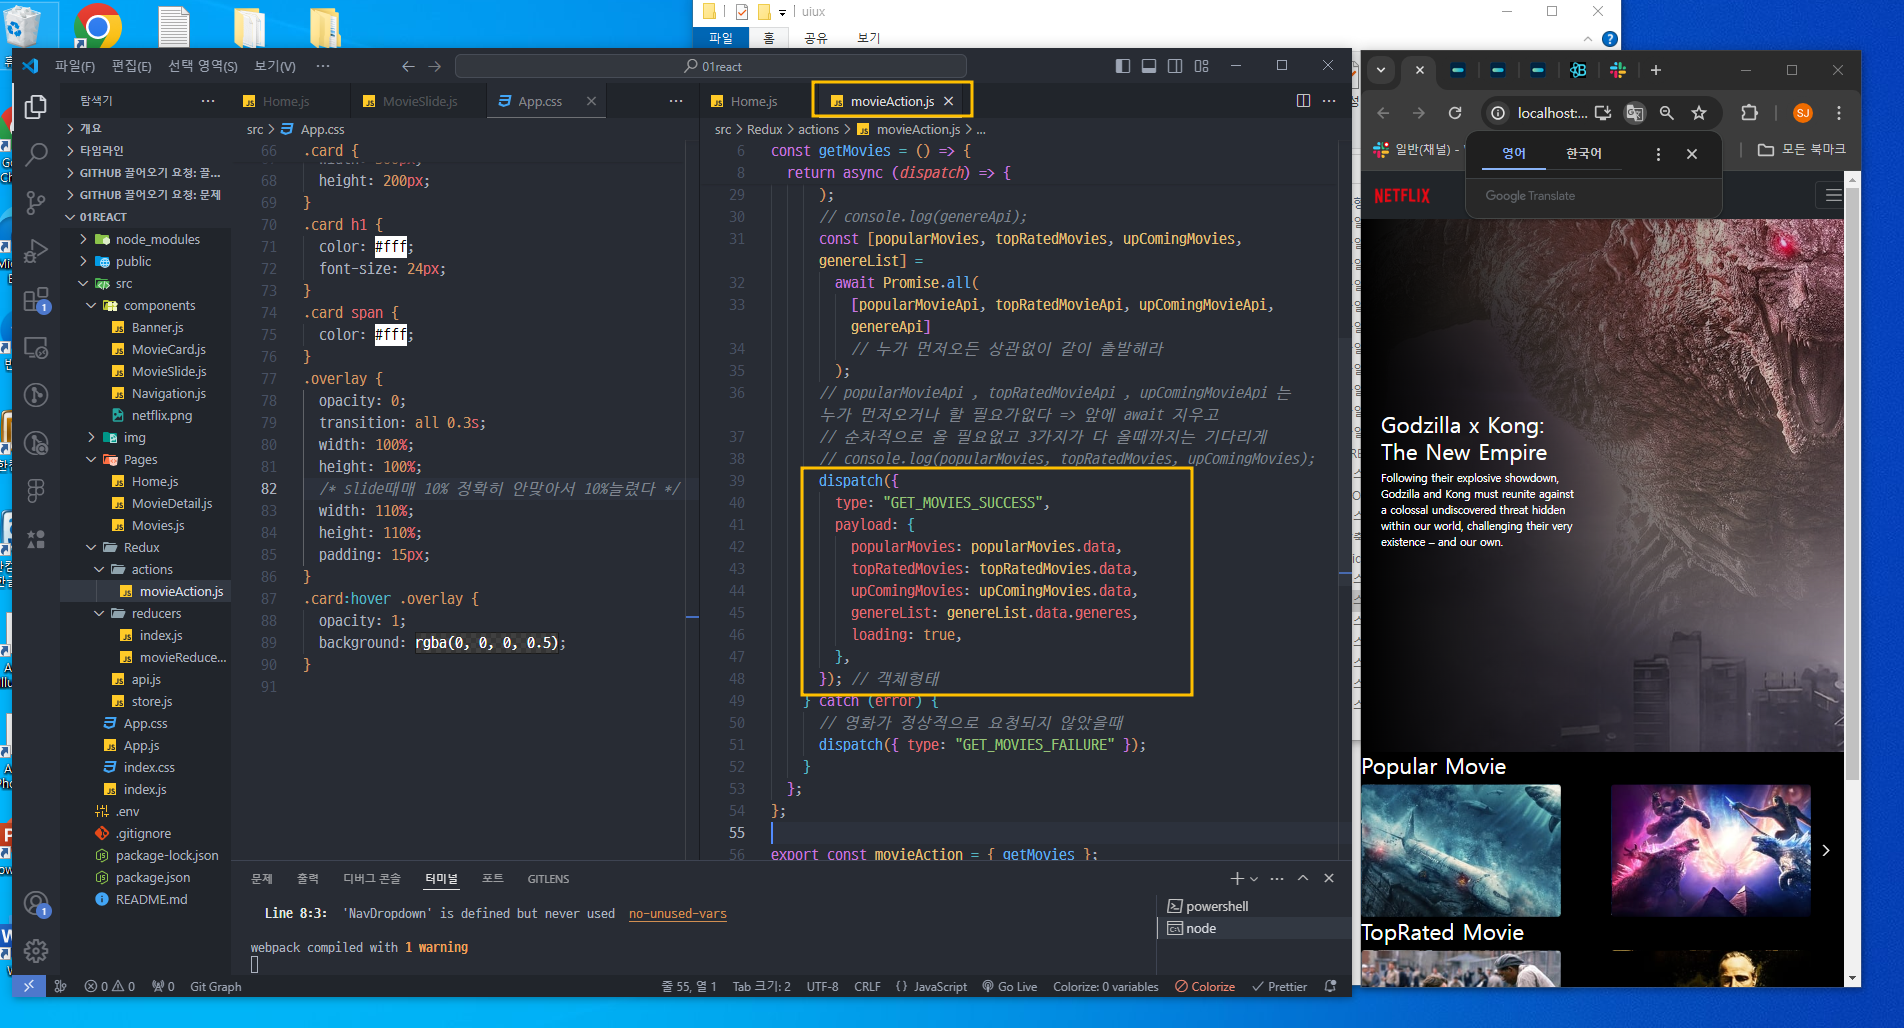 uiux
파일
홈
공유
보기
파일(F)
편집(E)
선택 영역(S)
보기(V)
01react
탐색기
개요
타임라인
GITHUB 끌어오기 요청: 끌...
GITHUB 끌어오기 요청: 문제
01REACT
node_modules
public
src
components
Banner.js
MovieCard.js
MovieSlide.js
Navigation.js
netflix.png
img
Pages
Home.js
MovieDetail.js
Movies.js
Redux
actions
movieAction.js
reducers
index.js
movieReduce...
api.js
store.js
App.css
App.js
index.css
index.js
.env
.gitignore
package-lock.json
package.json
README.md
Home.js
MovieSlide.js
App.css
src > App.css
66 .card {
68 height: 200px;
69 }
70 .card h1 {
71 color: #fff;
72 font-size: 24px;
73 }
74 .card span {
75 color: #fff;
76 }
77 .overlay {
78 opacity: 0;
79 transition: all 0.3s;
80 width: 100%;
81 height: 100%;
82 /* slide때매 10% 정확히 안맞아서 10%늘렸다 */
83 width: 110%;
84 height: 110%;
85 padding: 15px;
86 }
87 .card:hover .overlay {
88 opacity: 1;
89 background: rgba(0, 0, 0, 0.5);
90 }
91
Home.js
movieAction.js
src > Redux > actions > movieAction.js > ...
6 const getMovies = () => {
8 return async (dispatch) => {
29 );
30 // console.log(genereApi);
31 const [popularMovies, topRatedMovies, upComingMovies,
genereList] =
32 await Promise.all(
33 [popularMovieApi, topRatedMovieApi, upComingMovieApi,
genereApi]
34 // 누가 먼저오든 상관없이 같이 출발해라
35 );
36 // popularMovieApi , topRatedMovieApi , upComingMovieApi 는
누가 먼저오거나 할 필요가없다 => 앞에 await 지우고
37 // 순차적으로 올 필요없고 3가지가 다 올때까지는 기다리게
38 // console.log(popularMovies, topRatedMovies, upComingMovies);
39 dispatch({
40 type: "GET_MOVIES_SUCCESS",
41 payload: {
42 popularMovies: popularMovies.data,
43 topRatedMovies: topRatedMovies.data,
44 upComingMovies: upComingMovies.data,
45 genereList: genereList.data.generes,
46 loading: true,
47 },
48 }); // 객체형태
49 } catch (error) {
50 // 영화가 정상적으로 요청되지 않았을때
51 dispatch({ type: "GET_MOVIES_FAILURE" });
52 }
53 };
54 };
55
56 export const movieAction = { getMovies };
문제
출력
디버그 콘솔
터미널
포트
GITLENS
Line 8:3: 'NavDropdown' is defined but never used no-unused-vars
webpack compiled with 1 warning
powershell
node
0 0
0
Git Graph
줄 55, 열 1
Tab 크기: 2
UTF-8
CRLF
{ } JavaScript
Go Live
Colorize: 0 variables
Colorize
Prettier
localhost:...
SJ
일반(채널) -
모든 북마크
영어
한국어
Google Translate
NETFLIX
Godzilla x Kong:
The New Empire
Following their explosive showdown,
Godzilla and Kong must reunite against
a colossal undiscovered threat hidden
within our world, challenging their very
existence – and our own.
Popular Movie
TopRated Movie